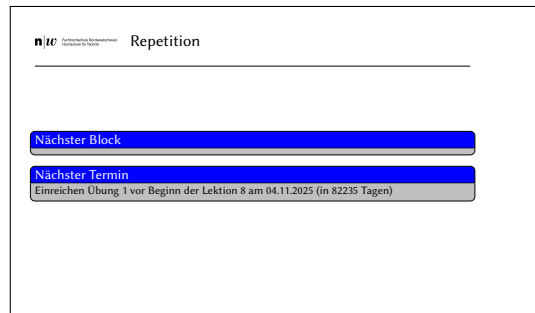 n|w Fachhochschule Nordwestschweiz
Hochschule für Technik
Repetition
Nächster Block
Nächster Termin
Einreichen Übung 1 vor Beginn der Lektion 8 am 04.11.2025 (in 82235 Tagen)